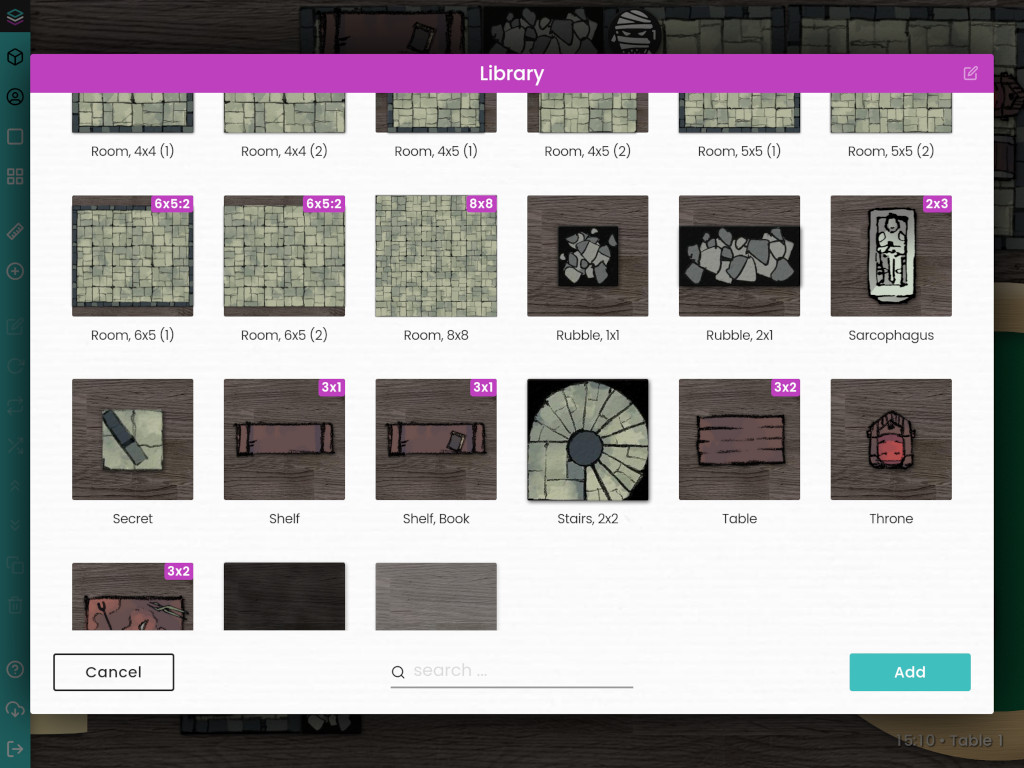 Library
Room, 4x4 (1)
Room, 4x4 (2)
Room, 4x5 (1)
Room, 4x5 (2)
Room, 5x5 (1)
Room, 5x5 (2)
6x5:2
6x5:2
8x8
2x3
Room, 6x5 (1)
Room, 6x5 (2)
Room, 8x8
Rubble, 1x1
Rubble, 2x1
Sarcophagus
3x1
3x1
3x2
Secret
Shelf
Shelf, Book
Stairs, 2x2
Table
Throne
3x2
Cancel
search ...
Add
15:10 • Table 1